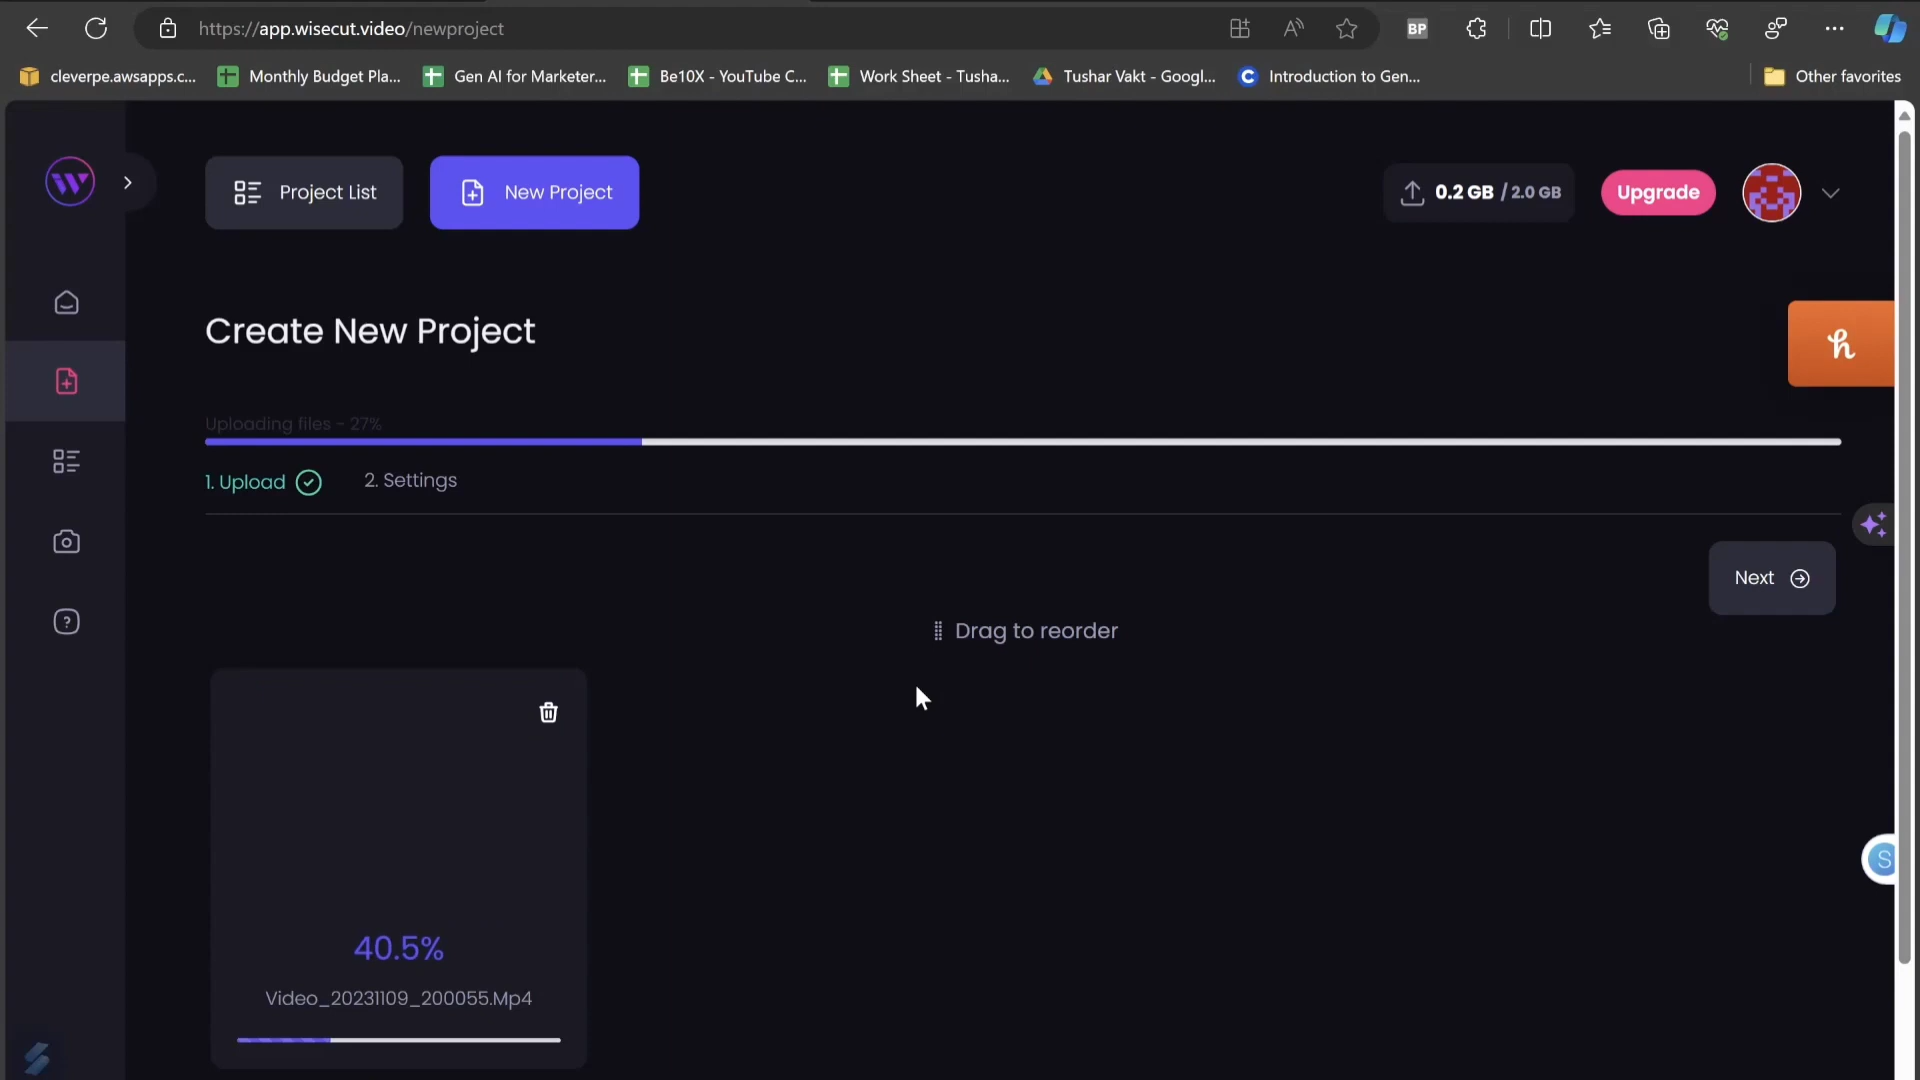 https://app.wisecut.video/newproject
BP
cleverpe.awsapps.c...
Monthly Budget Pla...
Gen AI for Marketer...
Be10X - YouTube C...
Work Sheet - Tusha...
Tushar Vakt - Googl...
C
Introduction to Gen...
Other favorites
Project List
New Project
0.2 GB / 2.0 GB
Upgrade
Create New Project
h
Uploading files - 27%
1. Upload
2. Settings
Next
Drag to reorder
S
40.5%
Video_20231109_200055.Mp4